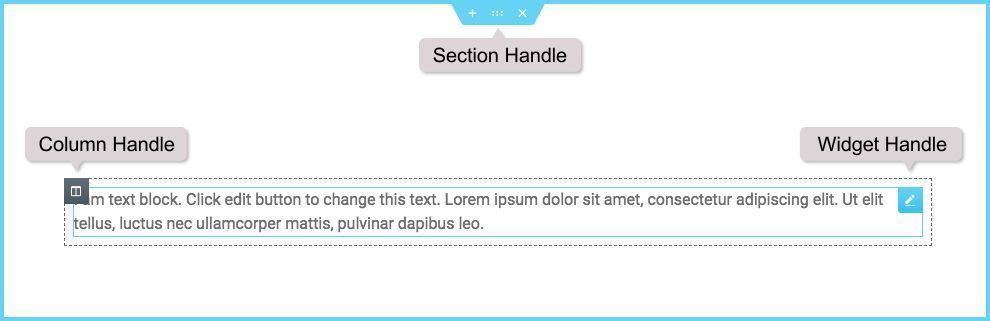 Section Handle
Column Handle
Widget Handle
am text block. Click edit button to change this text. Lorem ipsum dolor sit amet, consectetur adipiscing elit. Ut elit
tellus, luctus nec ullamcorper mattis, pulvinar dapibus leo.